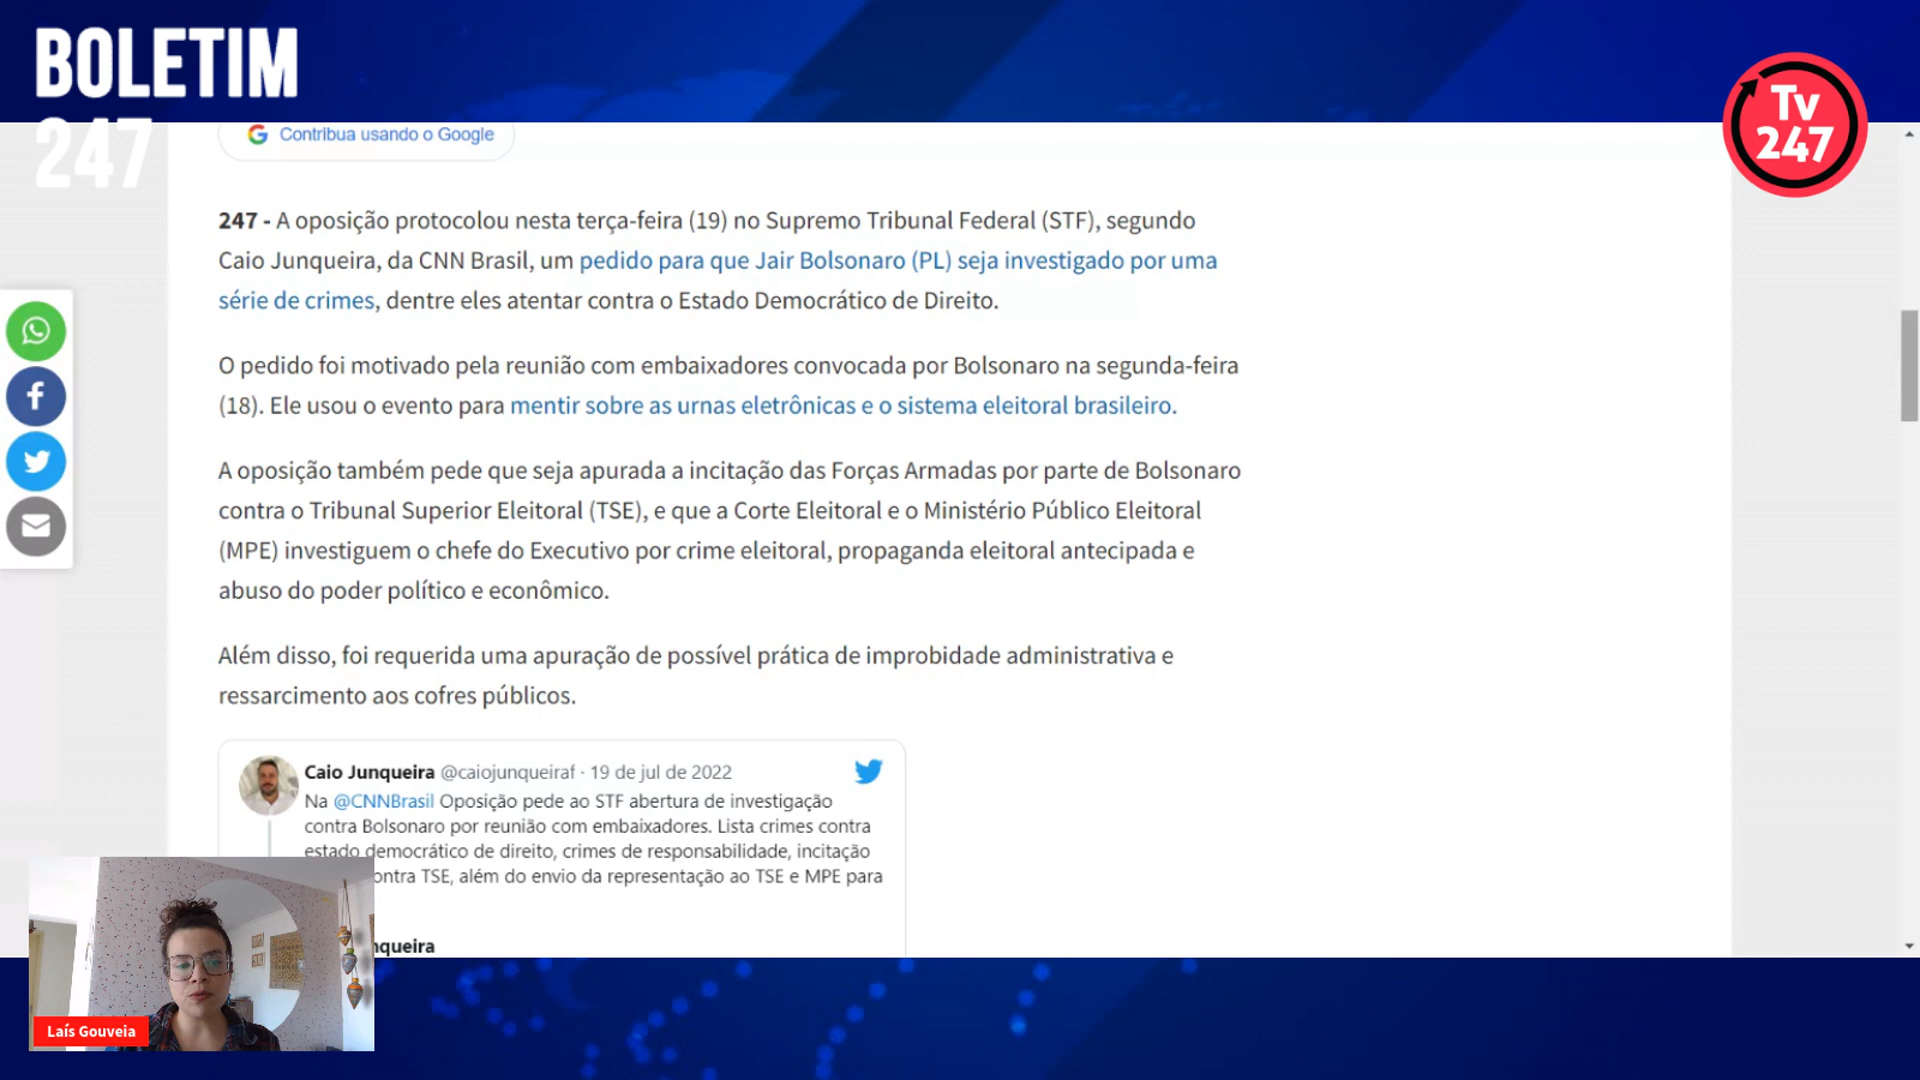 BOLETIM
247
Tv
247
Contribua usando o Google
247 - A oposição protocolou nesta terça-feira (19) no Supremo Tribunal Federal (STF), segundo
Caio Junqueira, da CNN Brasil, um pedido para que Jair Bolsonaro (PL) seja investigado por uma
série de crimes, dentre eles atentar contra o Estado Democrático de Direito.
O pedido foi motivado pela reunião com embaixadores convocada por Bolsonaro na segunda-feira
(18). Ele usou o evento para mentir sobre as urnas eletrônicas e o sistema eleitoral brasileiro.
A oposição também pede que seja apurada a incitação das Forças Armadas por parte de Bolsonaro
contra o Tribunal Superior Eleitoral (TSE), e que a Corte Eleitoral e o Ministério Público Eleitoral
(MPE) investiguem o chefe do Executivo por crime eleitoral, propaganda eleitoral antecipada e
abuso do poder político e econômico.
Além disso, foi requerida uma apuração de possível prática de improbidade administrativa e
ressarcimento aos cofres públicos.
Caio Junqueira @caiojunqueiraf · 19 de jul de 2022
Na @CNNBrasil Oposição pede ao STF abertura de investigação
contra Bolsonaro por reunião com embaixadores. Lista crimes contra
estado democrático de direito, crimes de responsabilidade, incitação
ontra TSE, além do envio da representação ao TSE e MPE para
nqueira
Laís Gouveia